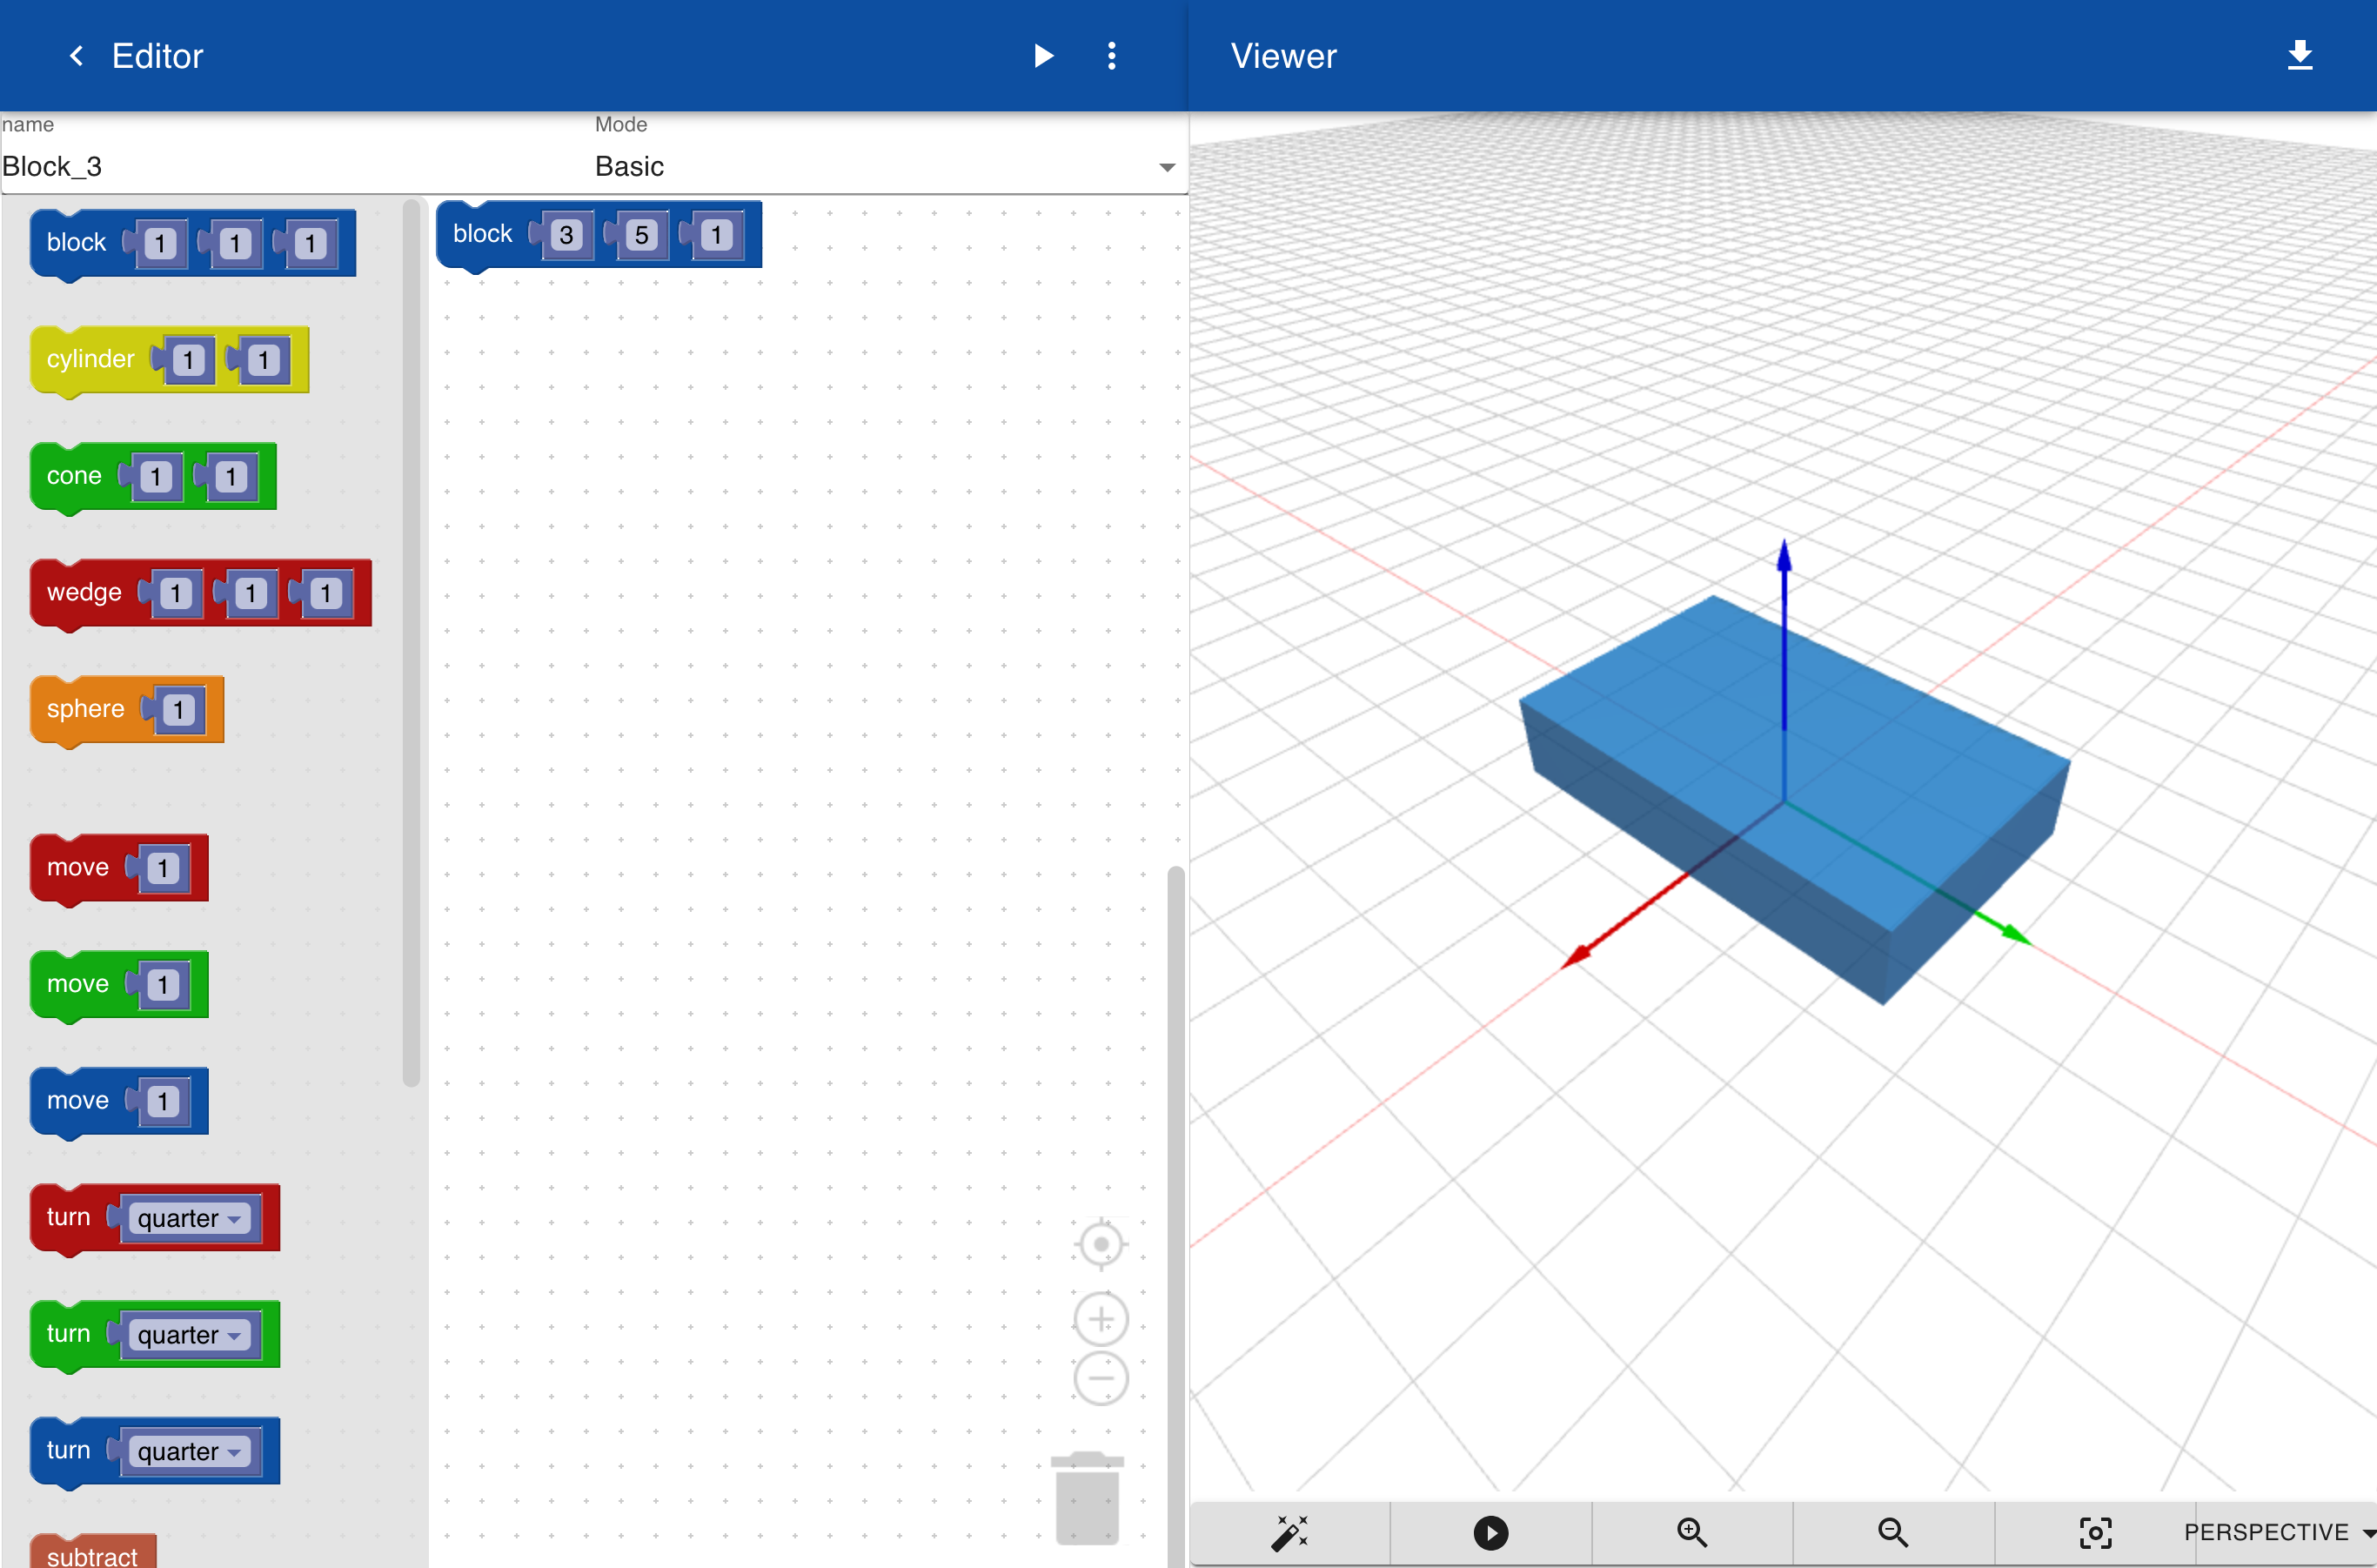 Editor
Viewer
name
Mode
Block_3
Basic
block 1 1 1
block 3 5 1
cylinder 1 1
cone 1 1
wedge 1 1 1
sphere 1
move 1
move 1
move 1
turn quarter
turn quarter
turn quarter
subtract
PERSPECTIVE